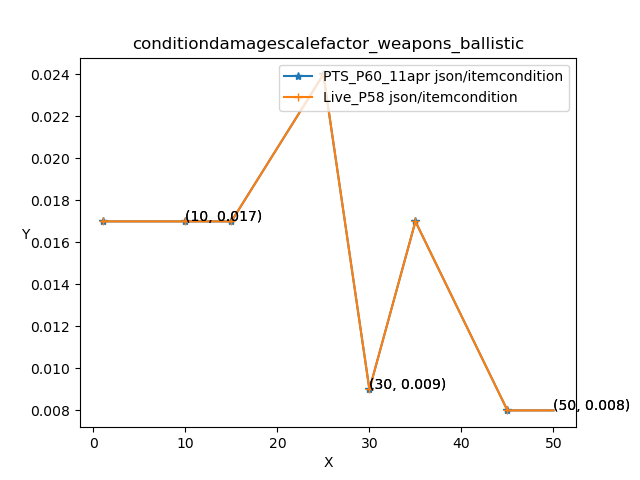 conditiondamagescalefactor_weapons_ballistic
PTS_P60_11apr json/itemcondition
Live_P58 json/itemcondition
0.024
0.022
0.020
0.018
0.016
0.014
0.012
0.010
0.008
Y
(10, 0.017)
(30, 0.009)
(50, 0.008)
0 10 20 30 40 50
X